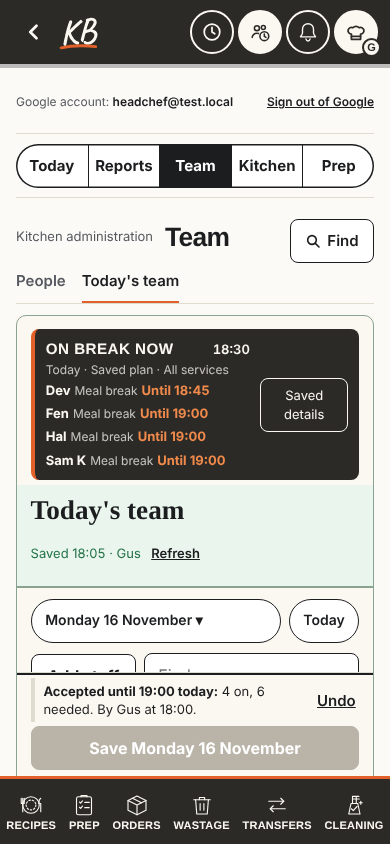 KB
G
Google account: headchef@test.local Sign out of Google
Today Reports Team Kitchen Prep
Kitchen administration Team Find
People Today's team
ON BREAK NOW 18:30
Today · Saved plan · All services
Dev Meal break Until 18:45
Fen Meal break Until 19:00
Hal Meal break Until 19:00
Sam K Meal break Until 19:00
Saved
details
Today's team
Saved 18:05 · Gus Refresh
Monday 16 November ▾ Today
Accepted until 19:00 today: 4 on, 6
needed. By Gus at 18:00.
Undo
Save Monday 16 November
RECIPES PREP ORDERS WASTAGE TRANSFERS CLEANING